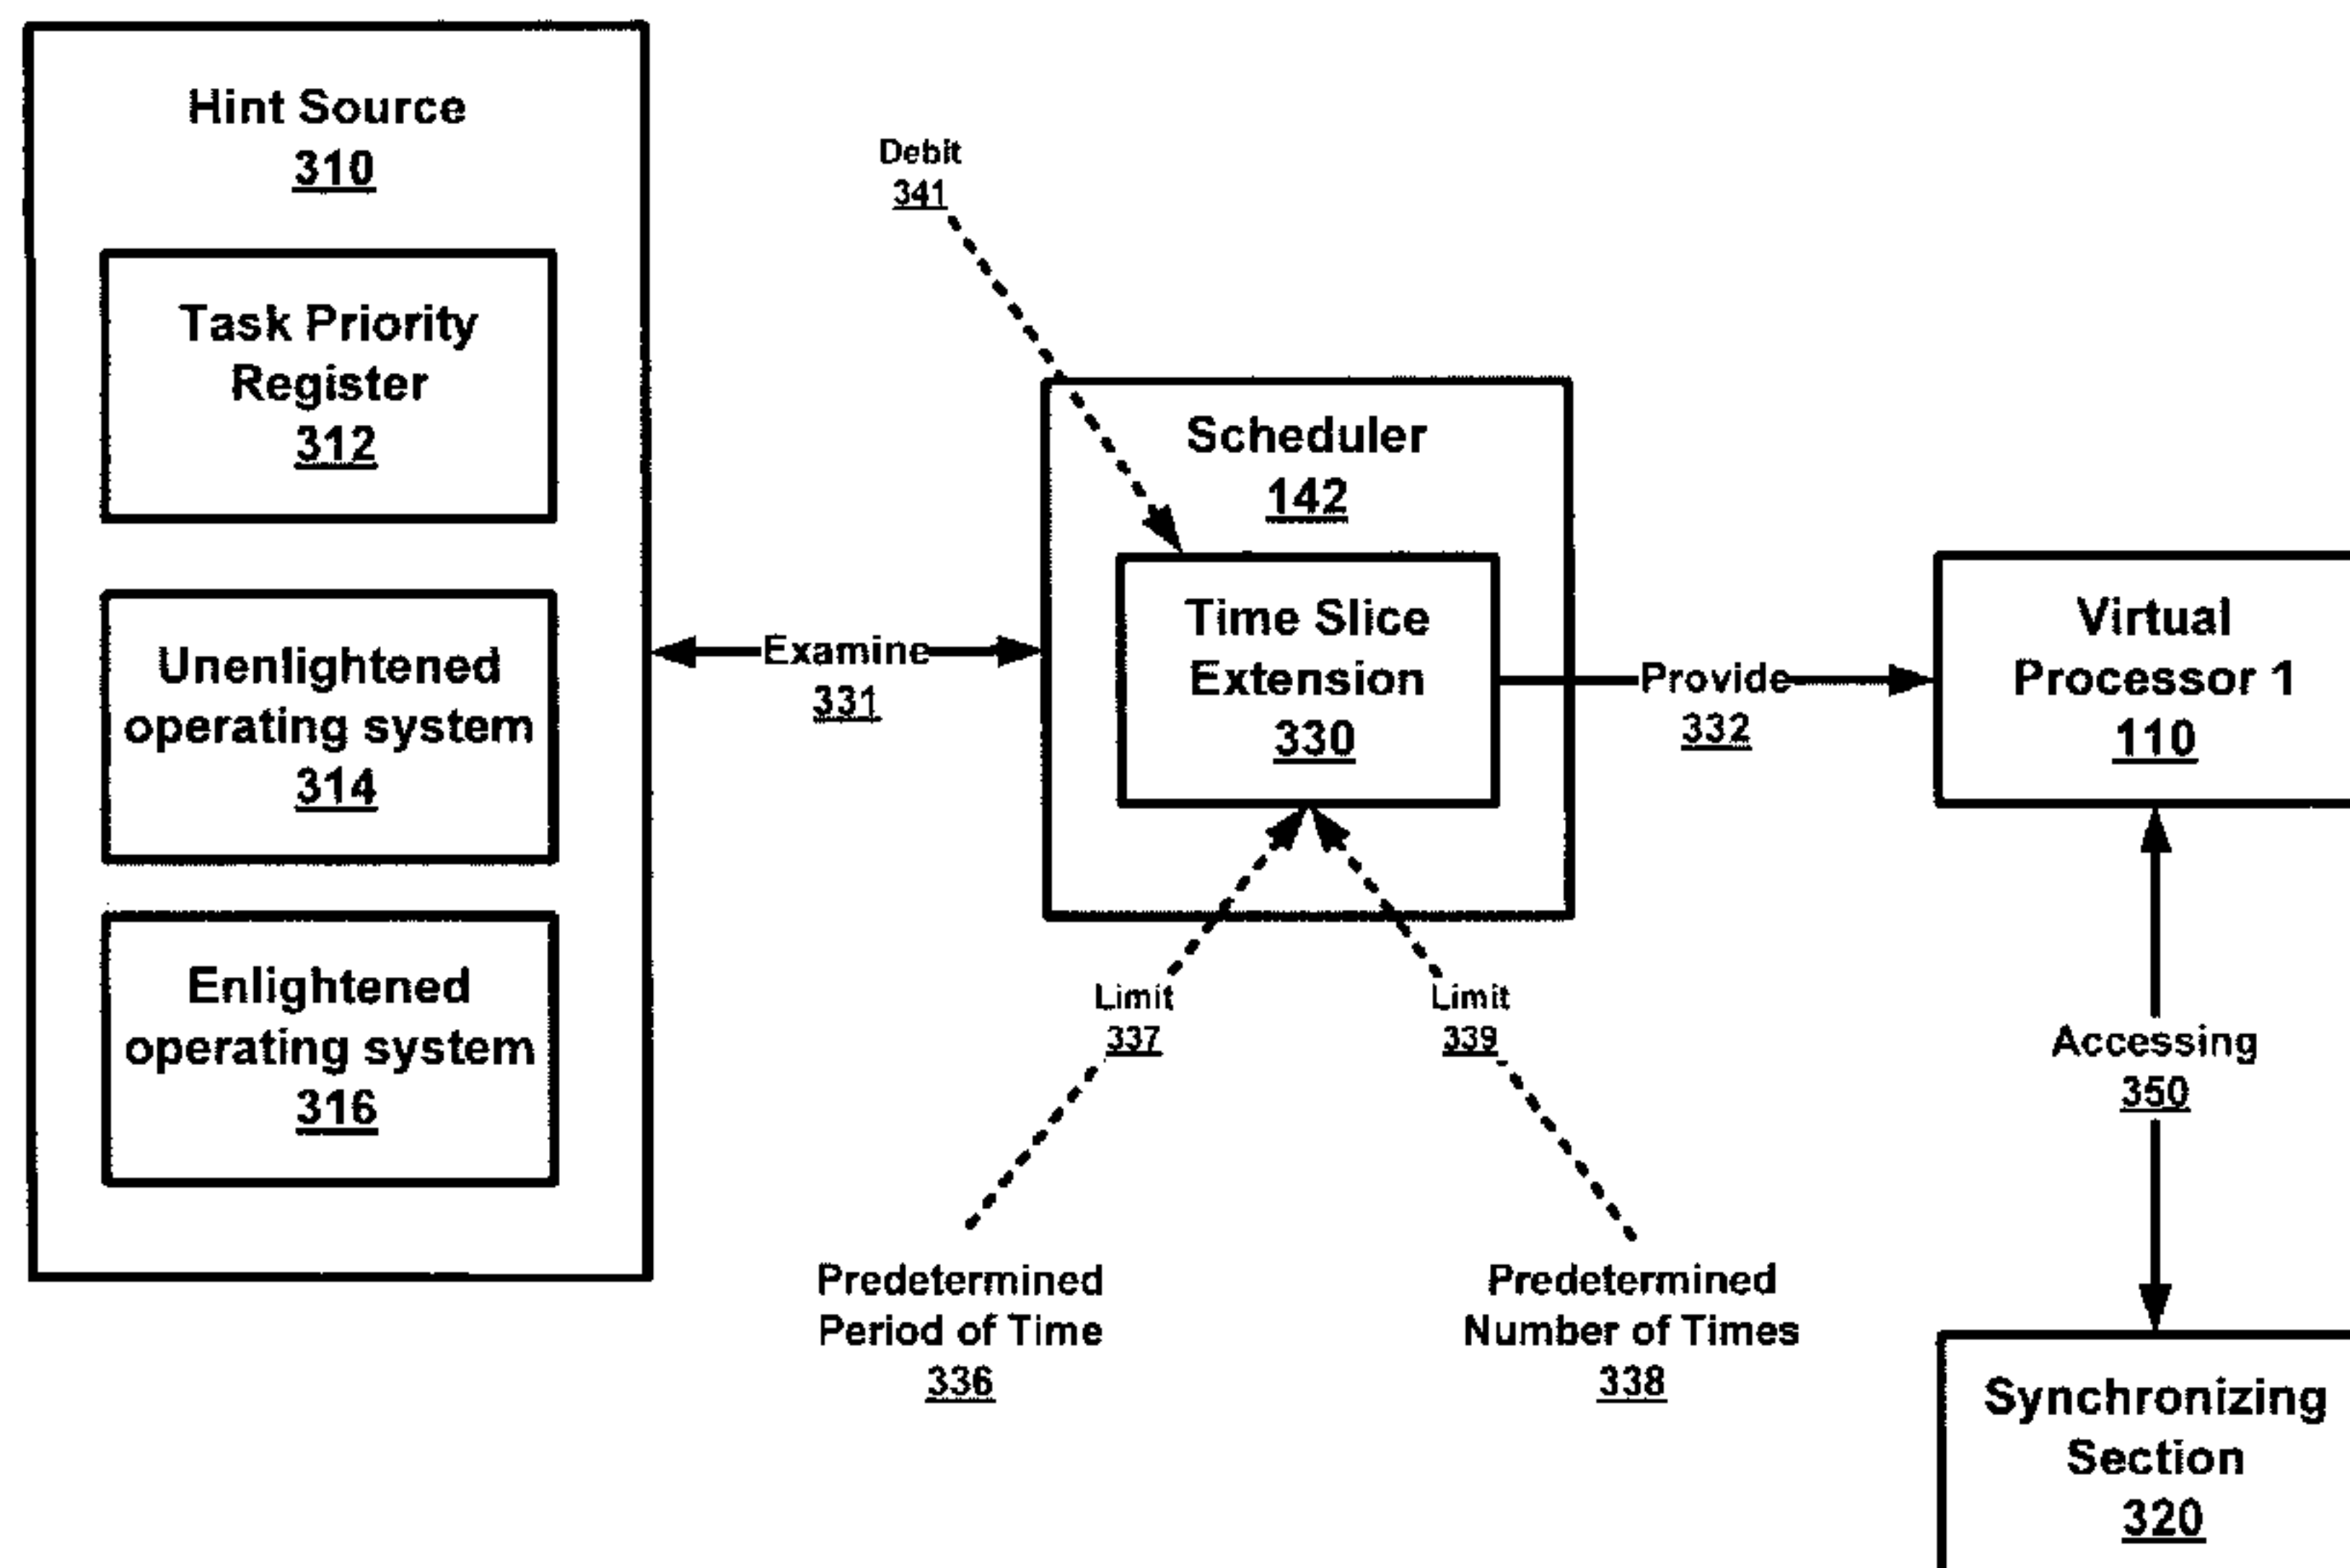 Hint Source
310
Task Priority
Register
312
Unenlightened
operating system
314
Enlightened
operating system
316
Examine
331
Debit
341
Scheduler
142
Time Slice
Extension
330
Limit
337
Limit
339
Predetermined
Period of Time
336
Predetermined
Number of Times
338
Provide
332
Virtual
Processor 1
110
Accessing
350
Synchronizing
Section
320